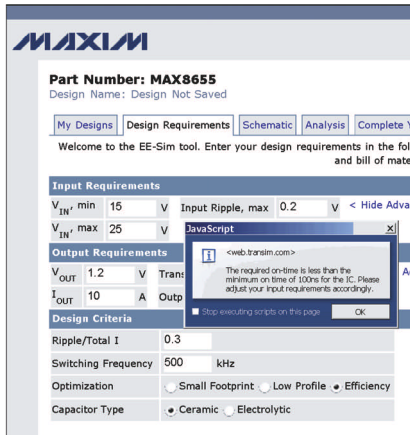 MAXIM
Part Number: MAX8655
Design Name: Design Not Saved
My Designs Design Requirements Schematic Analysis Complete
Welcome to the EE-Sim tool. Enter your design requirements in the
and bill of
Input Requirements
VIN, min 15 V Input Ripple, max 0.2 V < Hide
VIN, max 25 V
JavaScript
<web.transim.com>
The required on-time is less than the
minimum on time of 100ns for the IC. Please
adjust your input requirements accordingly.
Stop executing scripts on this page OK
Output Requirements
VOUT 1.2 V
IOUT 10 A
Design Criteria
Ripple/Total I 0.3
Switching Frequency 500 kHz
Optimization Small Footprint Low Profile Efficiency
Capacitor Type Ceramic Electrolytic